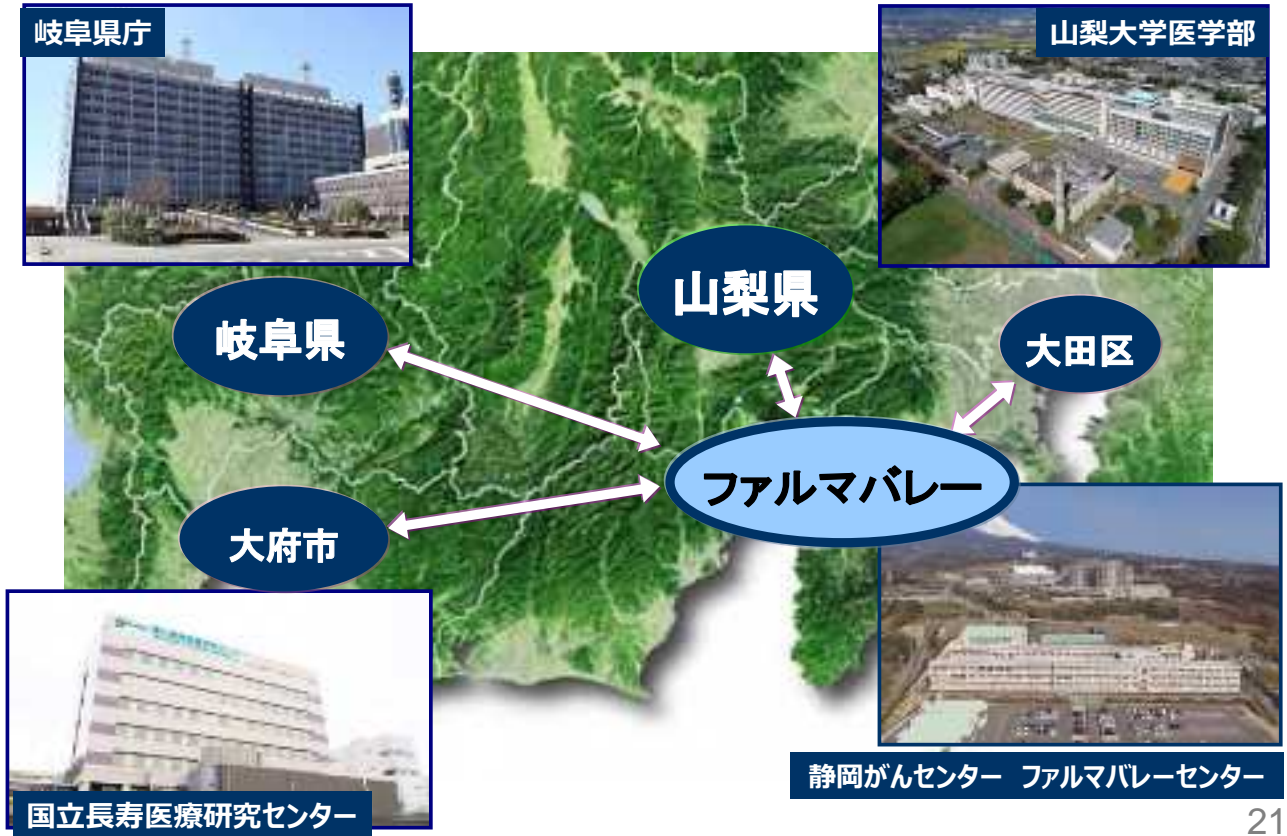 岐阜県庁
山梨大学医学部
山梨県
岐阜県
大田区
ファルマバレー
大府市
静岡がんセンター ファルマバレーセンター
国立長寿医療研究センター
21